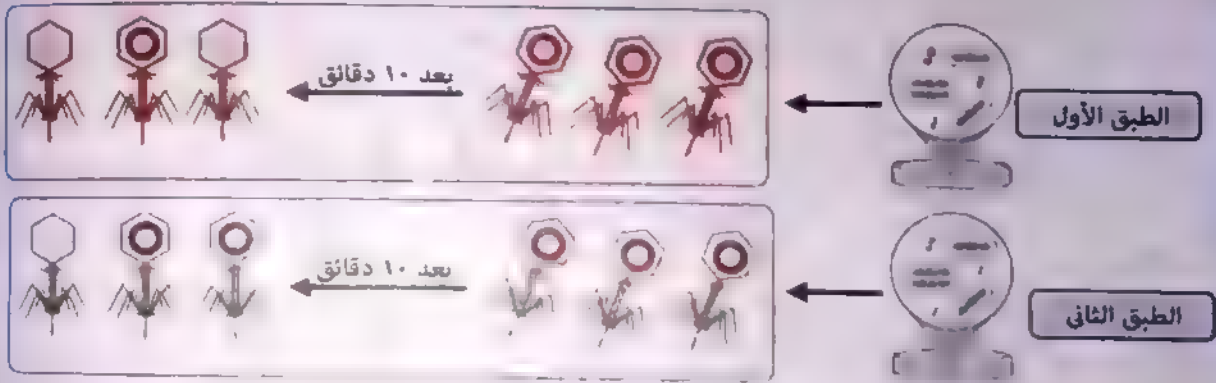 الطبق الأول
بعد ١٠ دقائق
الطبق الثانى
بعد ١٠ دقائق